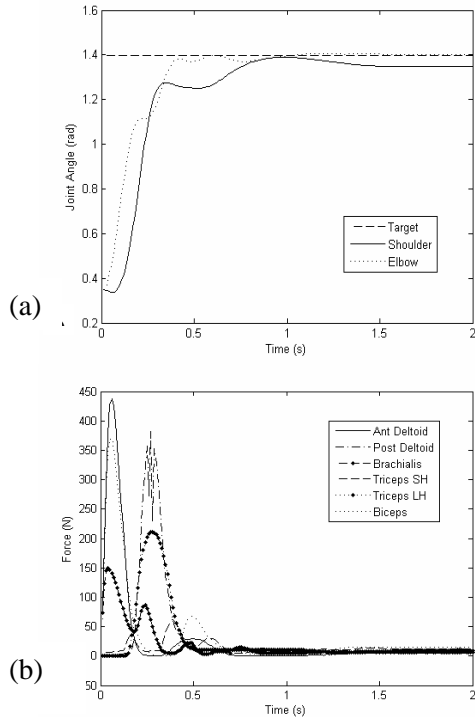 (a)
1.6
1.4
1.2
1
0.8
0.6
0.4
0.2
Joint Angle (rad)
Target
Shoulder
Elbow
0
0.5
1
1.5
2
Time (s)
(b)
450
400
350
300
250
200
150
100
50
0
50
Force (N)
Ant Deltoid
Post Deltoid
Brachialis
Triceps SH
Triceps LH
Biceps
0
0.5
1
1.5
2
Time (s)